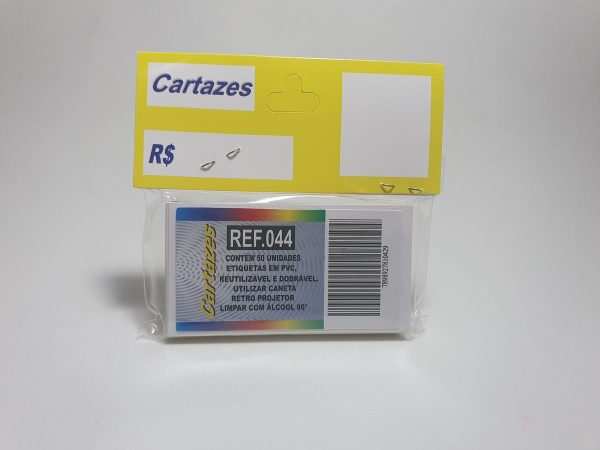 Cartazes
R$
Cartazes
REF.044
CONTÉM 50 UNIDADES
ETIQUETAS EM PVC,
REUTILIZÁVEL E DOBRÁVEL.
UTILIZAR CANETA
RETRO PROJETOR
LIMPAR COM ÁLCOOL 90°
7898927810429